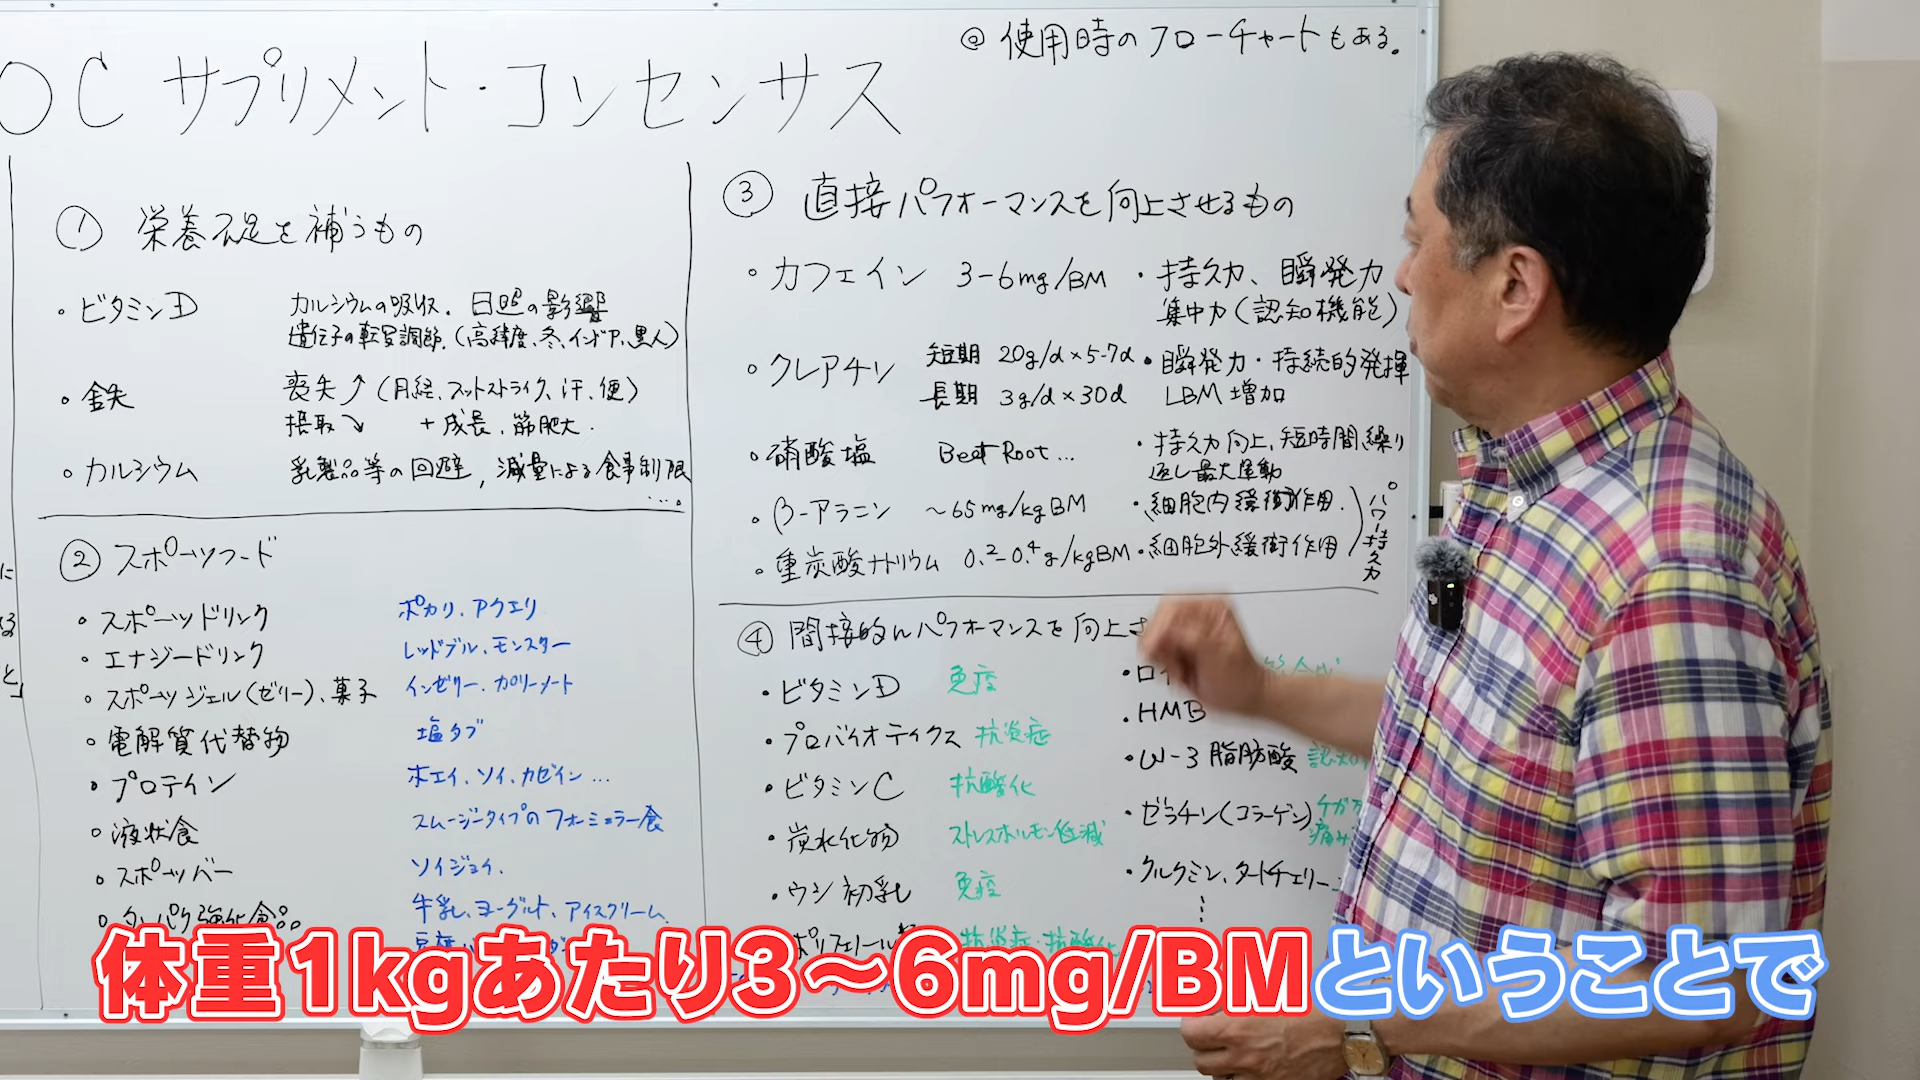 OC サプリメント・コンセンサス
◎ 使用時のフローチャートもある。
① 栄養不足を補うもの
・ビタミンD カルシウムの吸収. 日照の影響
遺伝子の転写調節.(高緯度、冬、インドア、黒人)
・鉄 喪失↗(月経、フットストライク、汗、便)
摂取↘ +成長、筋肥大.
・カルシウム 乳製品等の回避, 減量による食事制限
…。
② スポーツフード
・スポーツドリンク ポカリ、アクエリ
・エナジードリンク レッドブル、モンスター
・スポーツジェル(ゼリー)、菓子 インゼリー、カロリーメート
・電解質代替物 塩タブ
・プロテイン ホエイ、ソイ、カゼイン…
・液状食 スムージータイプのフォーミュラー食
・スポーツバー ソイジョイ.
・タンパク強化食 牛乳、ヨーグルト、アイスクリーム、
③ 直接パフォーマンスを向上させるもの
・カフェイン 3-6mg/BM ・持久力、瞬発力
集中力(認知機能)
・クレアチン 短期 20g/d×5-7d ・瞬発力・持続的発揮
長期 3g/d×30d LBM増加
・硝酸塩 Beet Root… ・持久力向上、短時間繰り
返し最大運動
・β-アラニン ~65mg/kgBM ・細胞内緩衝作用.
・重炭酸ナトリウム 0.2-0.4g/kgBM ・細胞外緩衝作用
パワー持久力
④ 間接的にパフォーマンスを向上さ
・ビタミンD 免疫
・プロバイオティクス 抗炎症
・ビタミンC 抗酸化
・炭水化物 ストレスホルモン低減
・ウシ初乳 免疫
ポリフェノール 抗炎症・抗酸化
・ロイ
・HMB
・ω-3脂肪酸 認知
・ゼラチン(コラーゲン) ケガ
痛み
・クルクミン、タートチェリー…
体重1kgあたり3〜6mg/BMということで